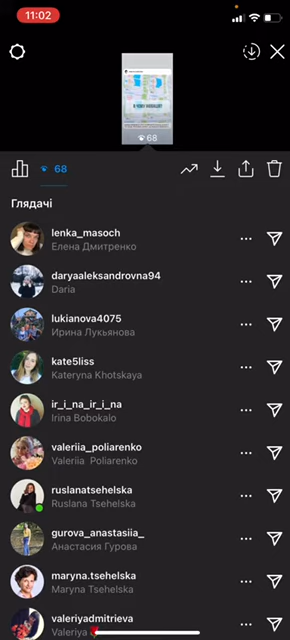 11:02
68
68
Глядачі
lenka_masoch
Елена Дмитренко
daryaaleksandrovna94
Daria
lukianova4075
Ирина Лукьянова
kate5liss
Kateryna Khotskaya
ir_i_na_ir_i_na
Irina Bobokalo
valeriia_poliarenko
Valeriia Poliarenko
ruslanatsehelska
Ruslana Tsehelska
gurova_anastasiia_
Анастасия Гурова
maryna.tsehelska
Maryna Tsehelska
valeriyadmitrieva
Valeriya